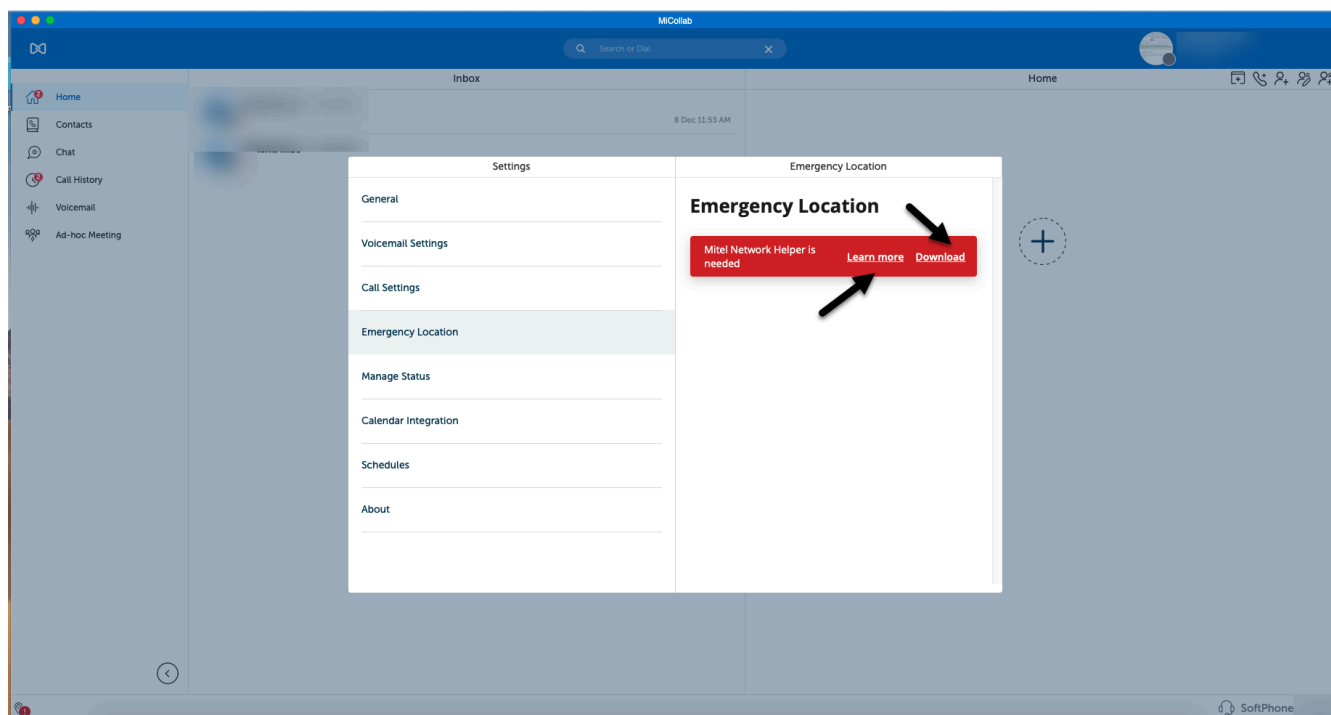 MiCollab
Search or Dial
Inbox
Home
2
Home
Contacts
Chat
2
Call History
Voicemail
Ad-hoc Meeting
8 Dec 11:53 AM
Settings
Emergency Location
General
Voicemail Settings
Call Settings
Emergency Location
Manage Status
Calendar Integration
Schedules
About
Emergency Location
Mitel Network Helper is
needed
Learn more
Download
SoftPhone